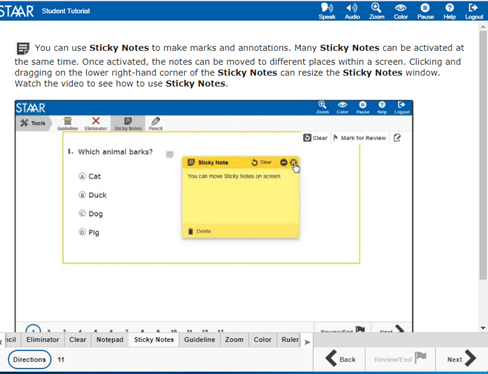 STAAR Student Tutorial
Speak Audio Zoom Color Pause Help Logout
You can use Sticky Notes to make marks and annotations. Many Sticky Notes can be activated at
the same time. Once activated, the notes can be moved to different places within a screen. Clicking and
dragging on the lower right-hand corner of the Sticky Notes can resize the Sticky Notes window.
Watch the video to see how to use Sticky Notes.
STAAR
Zoom Color Pause Help Logout
Tools Guideline Eliminator Sticky Notes Pencil
Clear Mark for Review
1. Which animal barks?
Sticky Note Clear
You can move Sticky Notes on screen.
A Cat
B Duck
C Dog
D Pig
Delete
1 2 3 4 5 6 7 8 9 10 11 12 13
Review/End Next
ncil Eliminator Clear Notepad Sticky Notes Guideline Zoom Color Ruler
Directions 11
Back Review/End Next